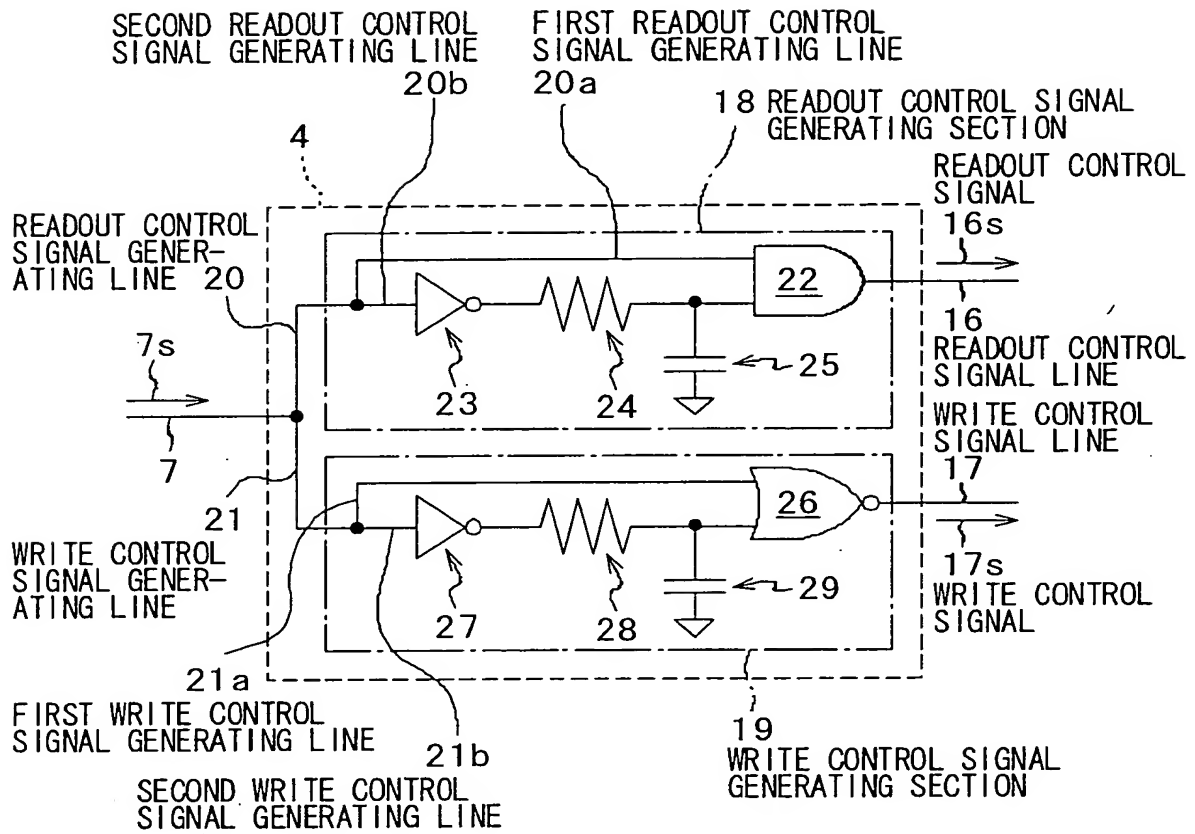 SECOND READOUT CONTROL
SIGNAL GENERATING LINE
20b
FIRST READOUT CONTROL
SIGNAL GENERATING LINE
20a
18 READOUT CONTROL SIGNAL
GENERATING SECTION
4
READOUT CONTROL
SIGNAL
16s
READOUT CONTROL
SIGNAL GENER-
ATING LINE 20
22
16
READOUT CONTROL
SIGNAL LINE
7s
23
24
25
7
WRITE CONTROL
SIGNAL LINE
17
21
26
17s
WRITE CONTROL
SIGNAL
WRITE CONTROL
SIGNAL GENER-
ATING LINE
27
28
29
21a
FIRST WRITE CONTROL
SIGNAL GENERATING LINE
21b
SECOND WRITE CONTROL
SIGNAL GENERATING LINE
19
WRITE CONTROL SIGNAL
GENERATING SECTION